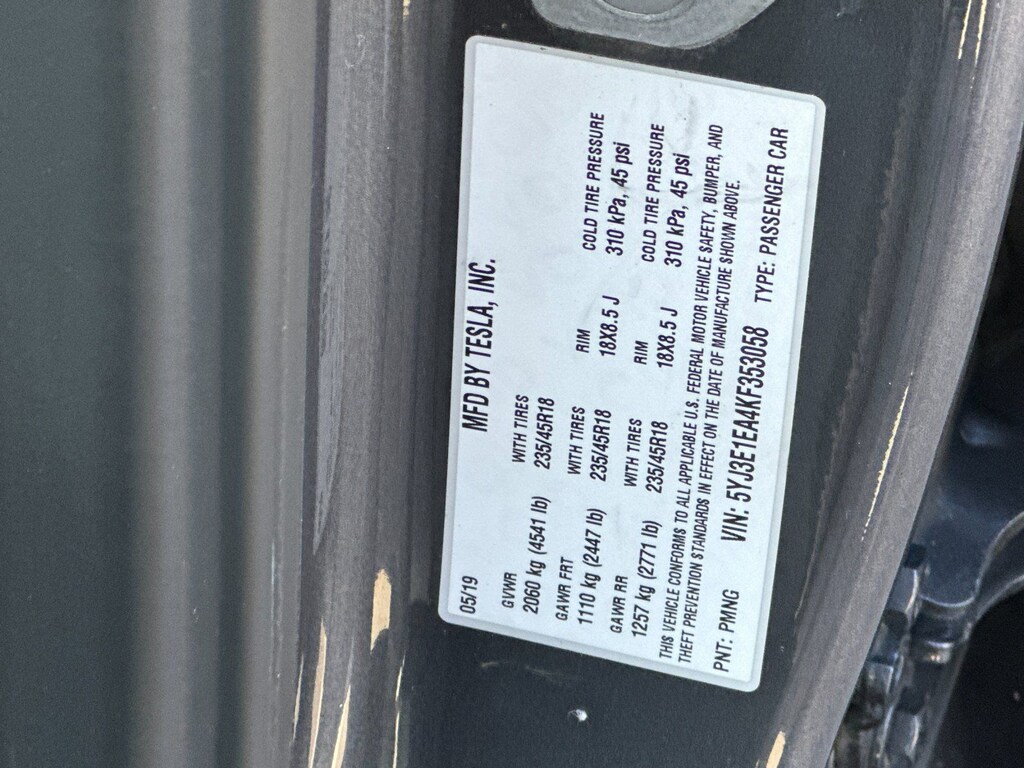 MFD BY TESLA, INC.
05/19
GVWR WITH TIRES
2060 kg (4541 lb) 235/45R18
GAWR FRT WITH TIRES RIM COLD TIRE PRESSURE
1110 kg (2447 lb) 235/45R18 18X8.5 J 310 kPa, 45 psi
GAWR RR WITH TIRES RIM COLD TIRE PRESSURE
1257 kg (2771 lb) 235/45R18 18X8.5 J 310 kPa, 45 psi
THIS VEHICLE CONFORMS TO ALL APPLICABLE U.S. FEDERAL MOTOR VEHICLE SAFETY, BUMPER, AND
THEFT PREVENTION STANDARDS IN EFFECT ON THE DATE OF MANUFACTURE SHOWN ABOVE.
PNT: PMNG VIN: 5YJ3E1EA4KF353058 TYPE: PASSENGER CAR